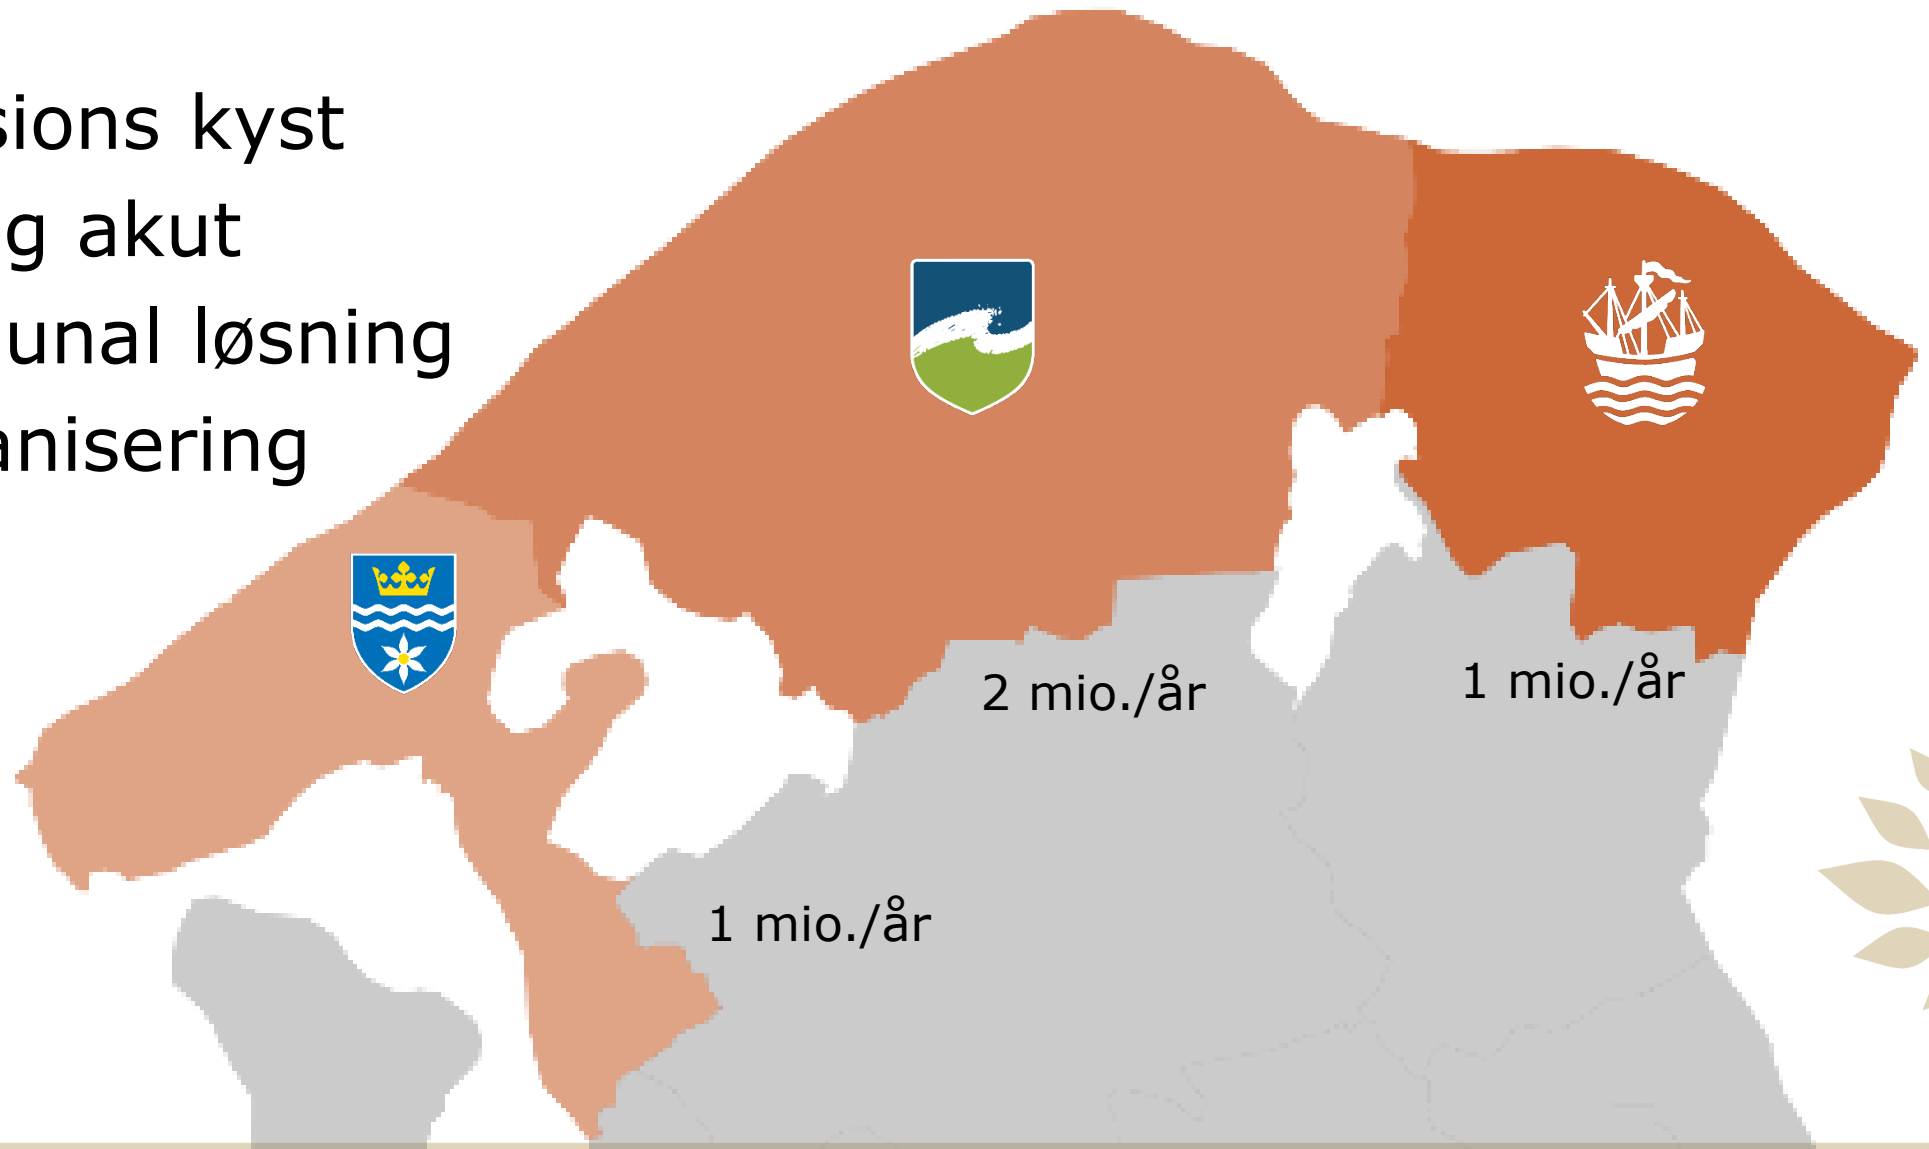 sions kyst
g akut
unal løsning
anisering
2 mio./år
1 mio./år
1 mio./år